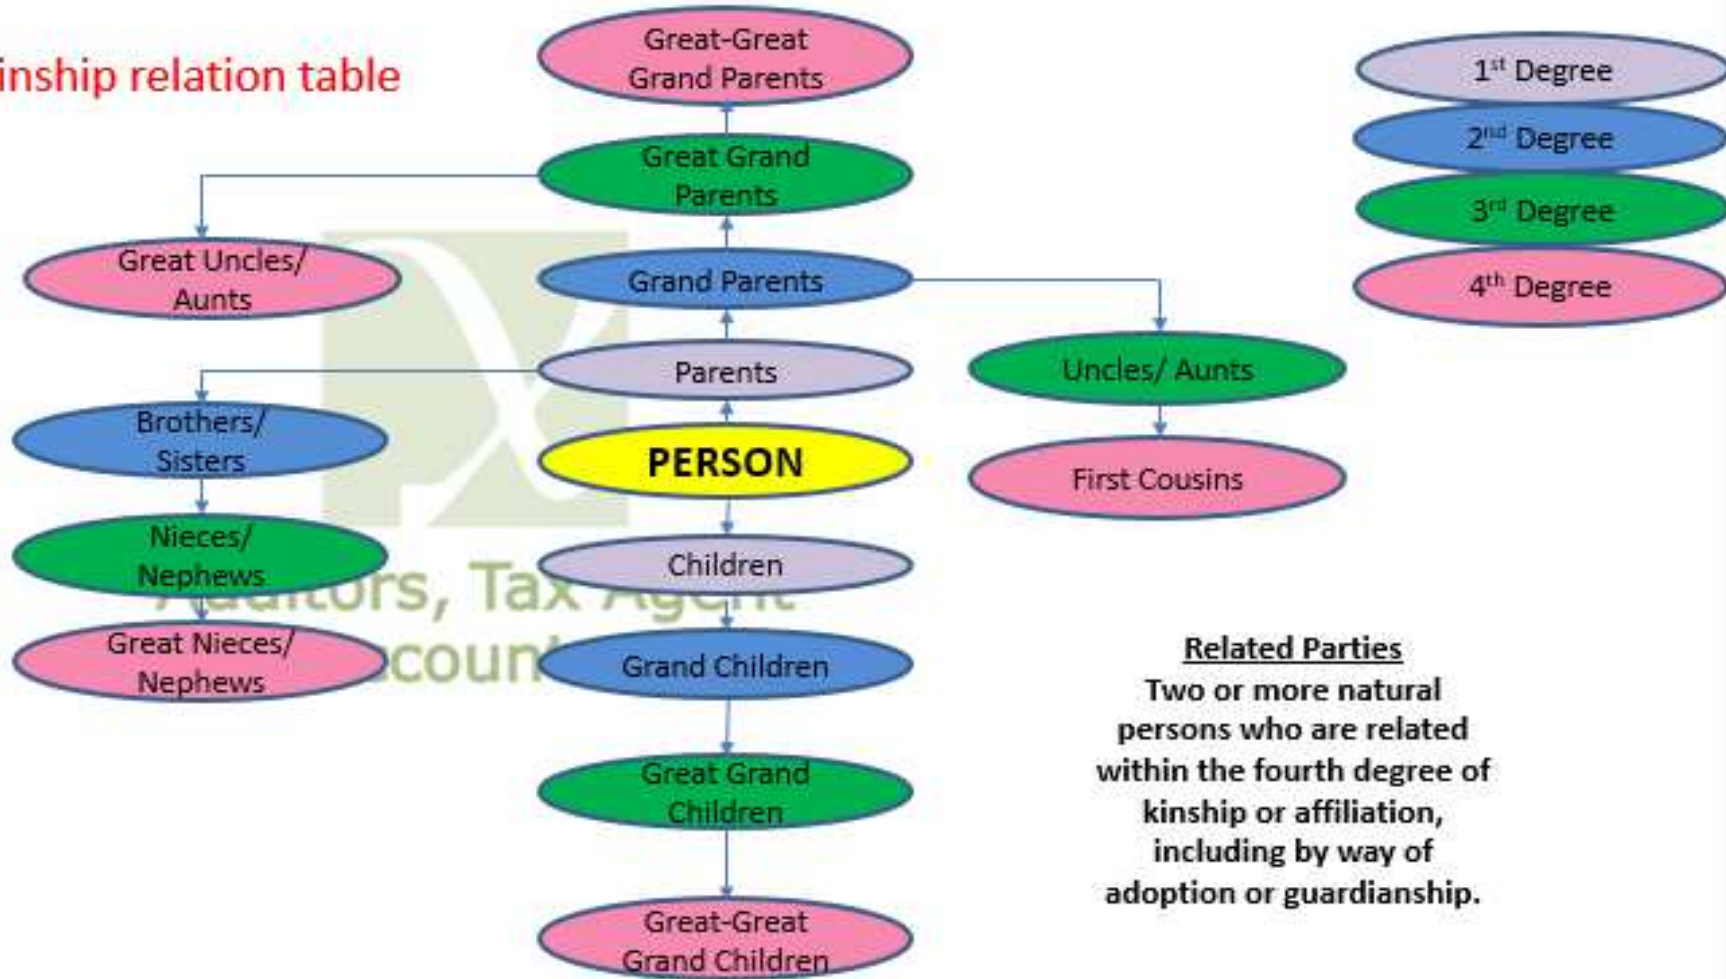 inship relation table
Great-Great
Grand Parents
Great Grand
Parents
Great Uncles/
Aunts
Grand Parents
Parents
Uncles/ Aunts
Brothers/
Sisters
PERSON
First Cousins
Nieces/
Nephews
Children
Great Nieces/
Nephews
Grand Children
Great Grand
Children
Great-Great
Grand Children
1st Degree
2nd Degree
3rd Degree
4th Degree
Related Parties
Two or more natural
persons who are related
within the fourth degree of
kinship or affiliation,
including by way of
adoption or guardianship.
Tax Agent